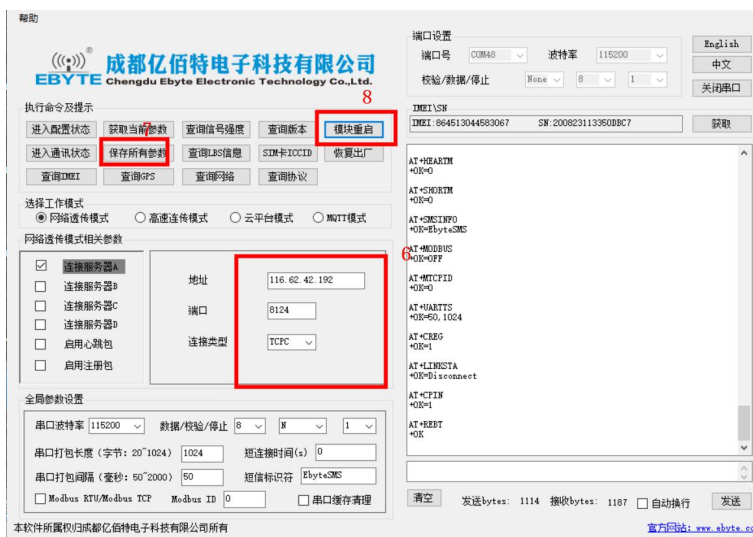 帮助
(((ψ)))® 成都亿佰特电子科技有限公司
EBYTE Chengdu Ebyte Electronic Technology Co.,Ltd.
8
执行命令及提示
7
进入配置状态 获取当前参数 查询信号强度 查询版本 模块重启
进入通讯状态 保存所有参数 查询LBS信息 SIM卡ICCID 恢复出厂
查询IMEI 查询GPS 查询网络 查询协议
选择工作模式
网络透传模式 高速连传模式 云平台模式 MQTT模式
网络透传模式相关参数
6
连接服务器A
连接服务器B
连接服务器C
连接服务器D
启用心跳包
启用注册包
地址 116.62.42.192
端口 8124
连接类型 TCPC
全局参数设置
串口波特率 115200 数据/校验/停止 8 N 1
串口打包长度（字节：20~1024） 1024 短连接时间(s) 0
串口打包间隔（毫秒：50~2000） 50 短信标识符 EbyteSMS
Modbus RTU/Modbus TCP Modbus ID 0 串口缓存清理
本软件所属权归成都亿佰特电子科技有限公司所有
端口设置
端口号 COM48 波特率 115200
校验/数据/停止 None 8 1
English
中文
关闭串口
IMEI\SN
IMEI:864513044583067 SN:200823113350DBC7 获取
AT+HEARTM
+OK=0
AT+SHORTM
+OK=0
AT+SMSINFO
+OK=EbyteSMS
AT+MODBUS
+OK=OFF
AT+MTCPID
+OK=0
AT+UARTTS
+OK=50,1024
AT+CREG
+OK=1
AT+LINKSTA
+OK=Disconnect
AT+CPIN
+OK=1
AT+REBT
+OK
清空 发送bytes: 1114 接收bytes: 1187 自动换行 发送
官方网站: www.ebyte.co